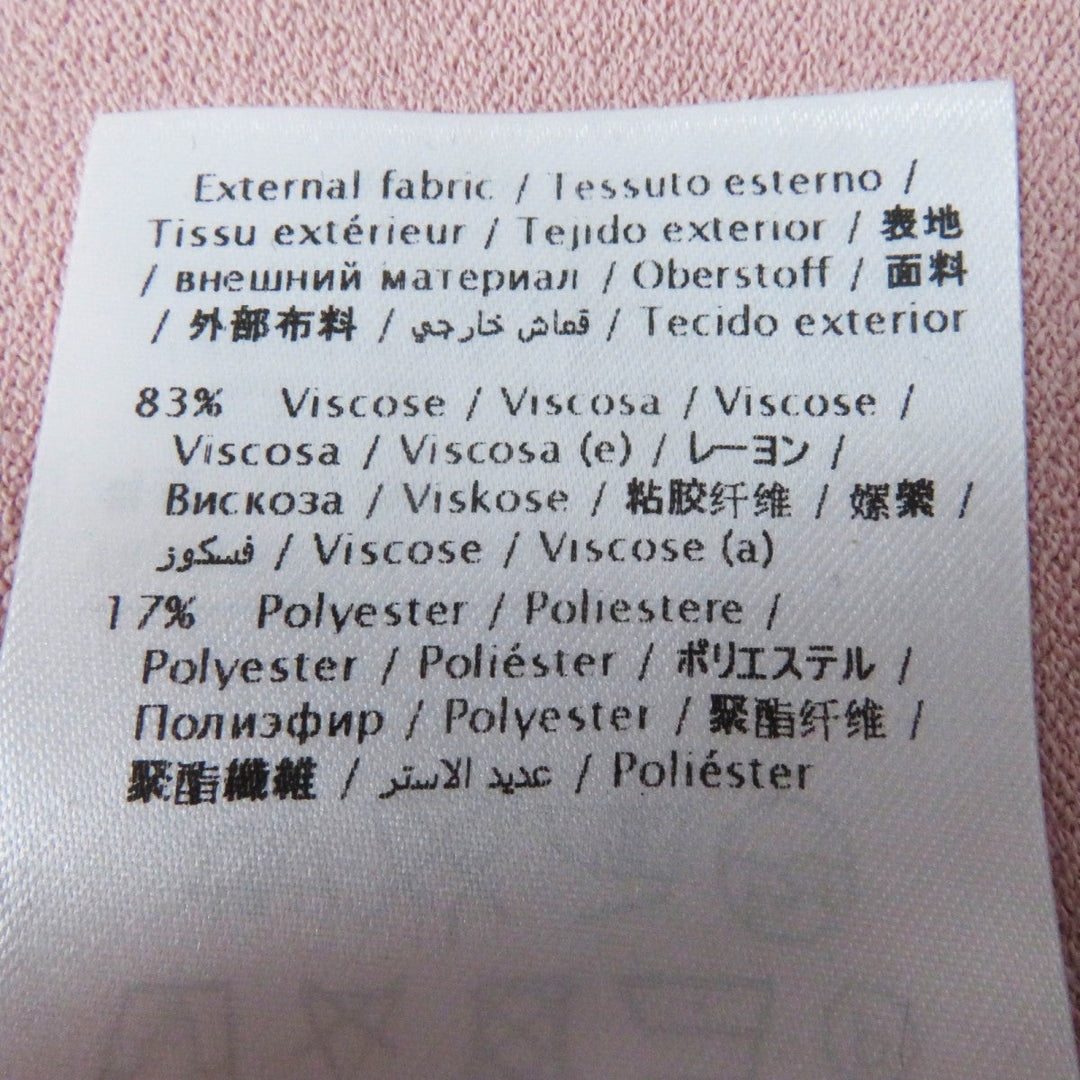 External fabric / Tessuto esterno /
Tissu extérieur / Tejido exterior / 表地
/ внешний материал / Oberstoff / 面料
/ 外部布料 / قماش خارجي / Tecido exterior
83% Viscose / Viscosa / Viscose /
Viscosa / Viscosa (e) / レーヨン /
Вискоза / Viskose / 粘胶纤维 / 嫘縈 /
فسكوز / Viscose / Viscose (a)
17% Polyester / Poliestere /
Polyester / Poliéster / ポリエステル /
Полиэфир / Polyester / 聚酯纤维 /
聚酯纖維 / عديد الاستر / Poliéster